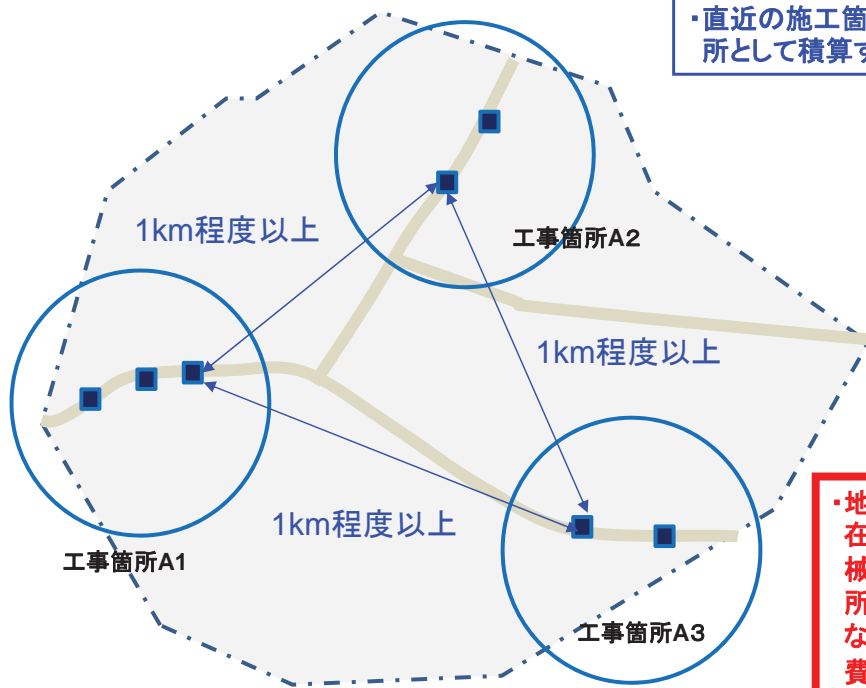 ・直近の施工箇
所として積算す
1km程度以上
工事箇所A2
1km程度以上
1km程度以上
工事箇所A1
工事箇所A3
・地
在
械
所
な
費